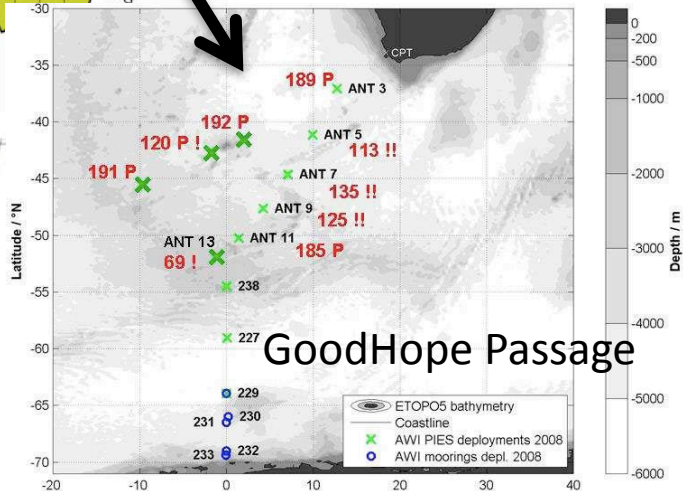 -30
-35
-40
-45
-50
-55
-60
-65
-70
Latitude / °N
CPT
189 P
ANT 3
192 P
120 P !
ANT 5
113 !!
191 P
ANT 7
135 !!
ANT 9
125 !!
ANT 13
ANT 11
185 P
69 !
238
227
GoodHope Passage
229
230
231
232
233
ETOPO5 bathymetry
Coastline
AWI PIES deployments 2008
AWI moorings depl. 2008
-20
-10
0
10
20
30
40
0
-200
-500
-1000
-2000
-3000
-4000
-5000
-6000
Depth / m